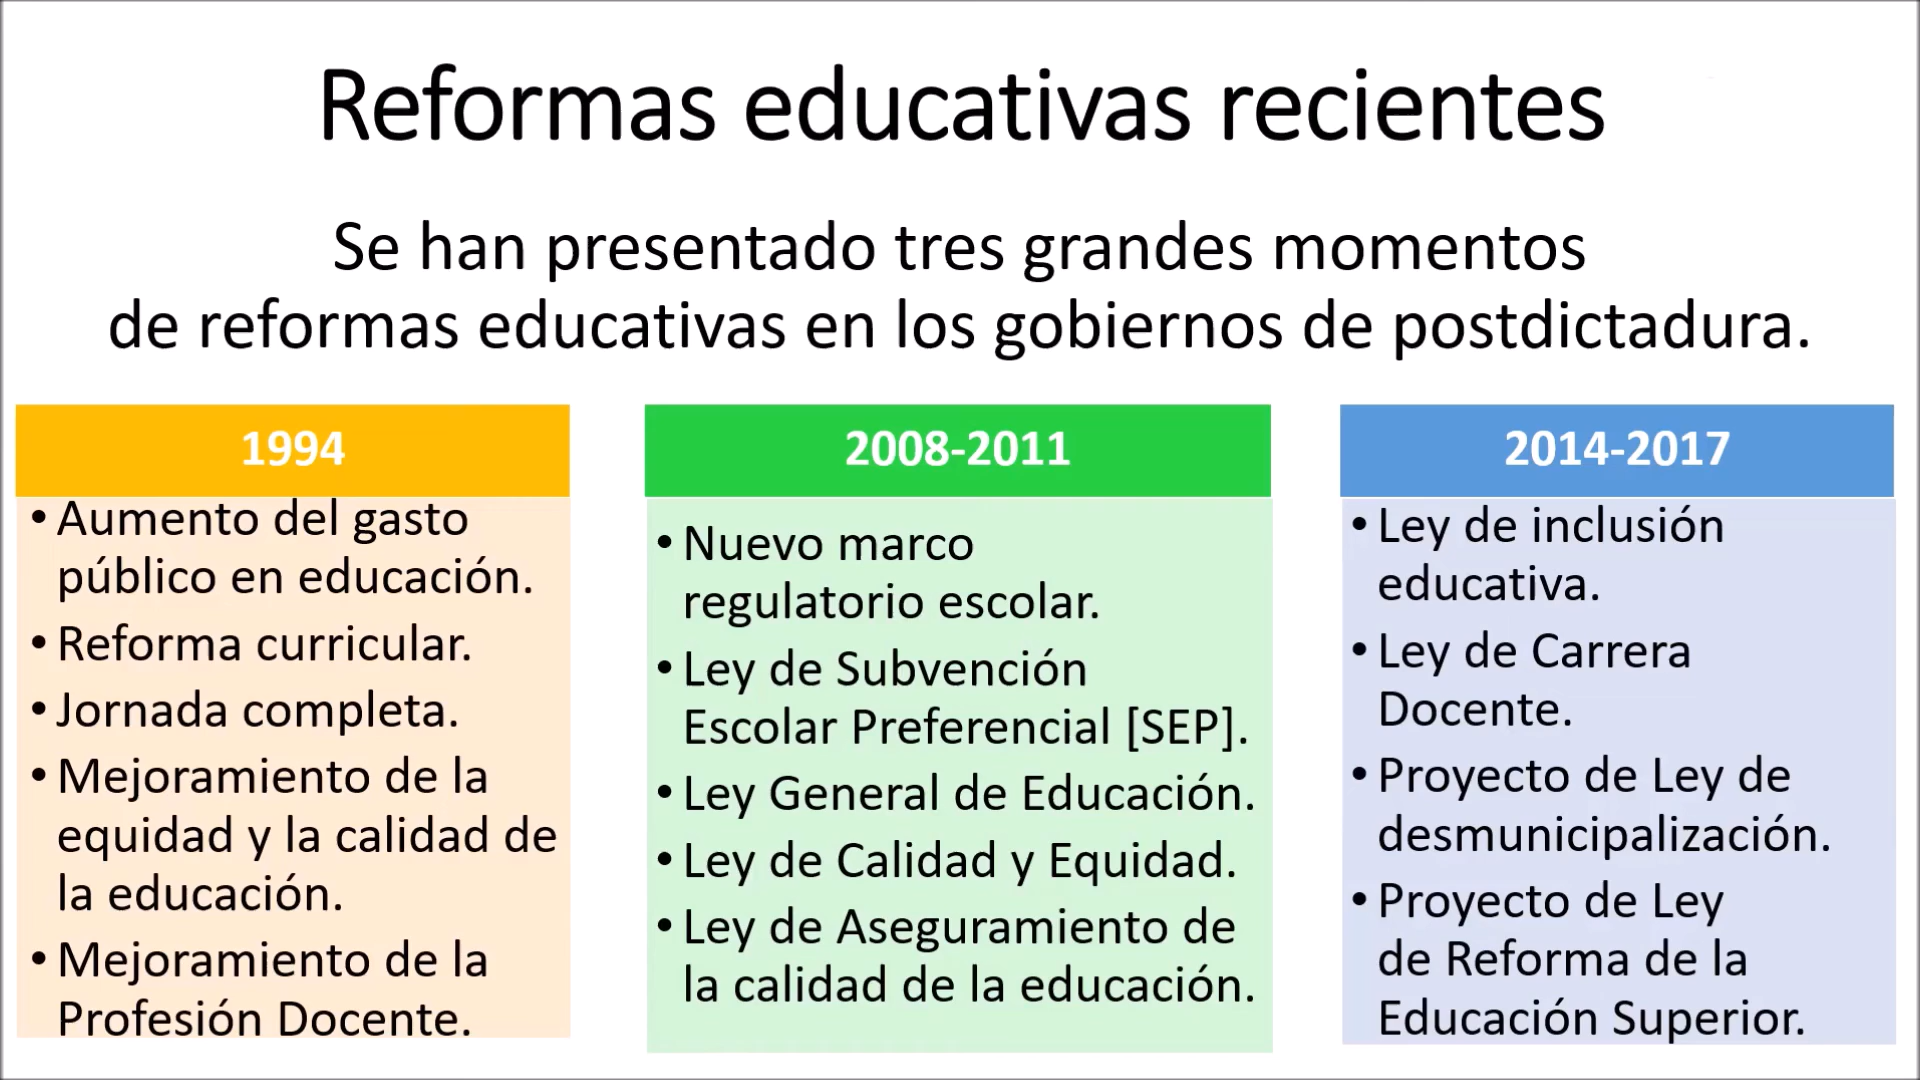 Reformas educativas recientes
Se han presentado tres grandes momentos
de reformas educativas en los gobiernos de postdictadura.
1994
• Aumento del gasto
público en educación.
• Reforma curricular.
• Jornada completa.
• Mejoramiento de la
equidad y la calidad de
la educación.
• Mejoramiento de la
Profesión Docente.
2008-2011
• Nuevo marco
regulatorio escolar.
• Ley de Subvención
Escolar Preferencial [SEP].
• Ley General de Educación.
• Ley de Calidad y Equidad.
• Ley de Aseguramiento de
la calidad de la educación.
2014-2017
• Ley de inclusión
educativa.
• Ley de Carrera
Docente.
• Proyecto de Ley de
desmunicipalización.
• Proyecto de Ley
de Reforma de la
Educación Superior.